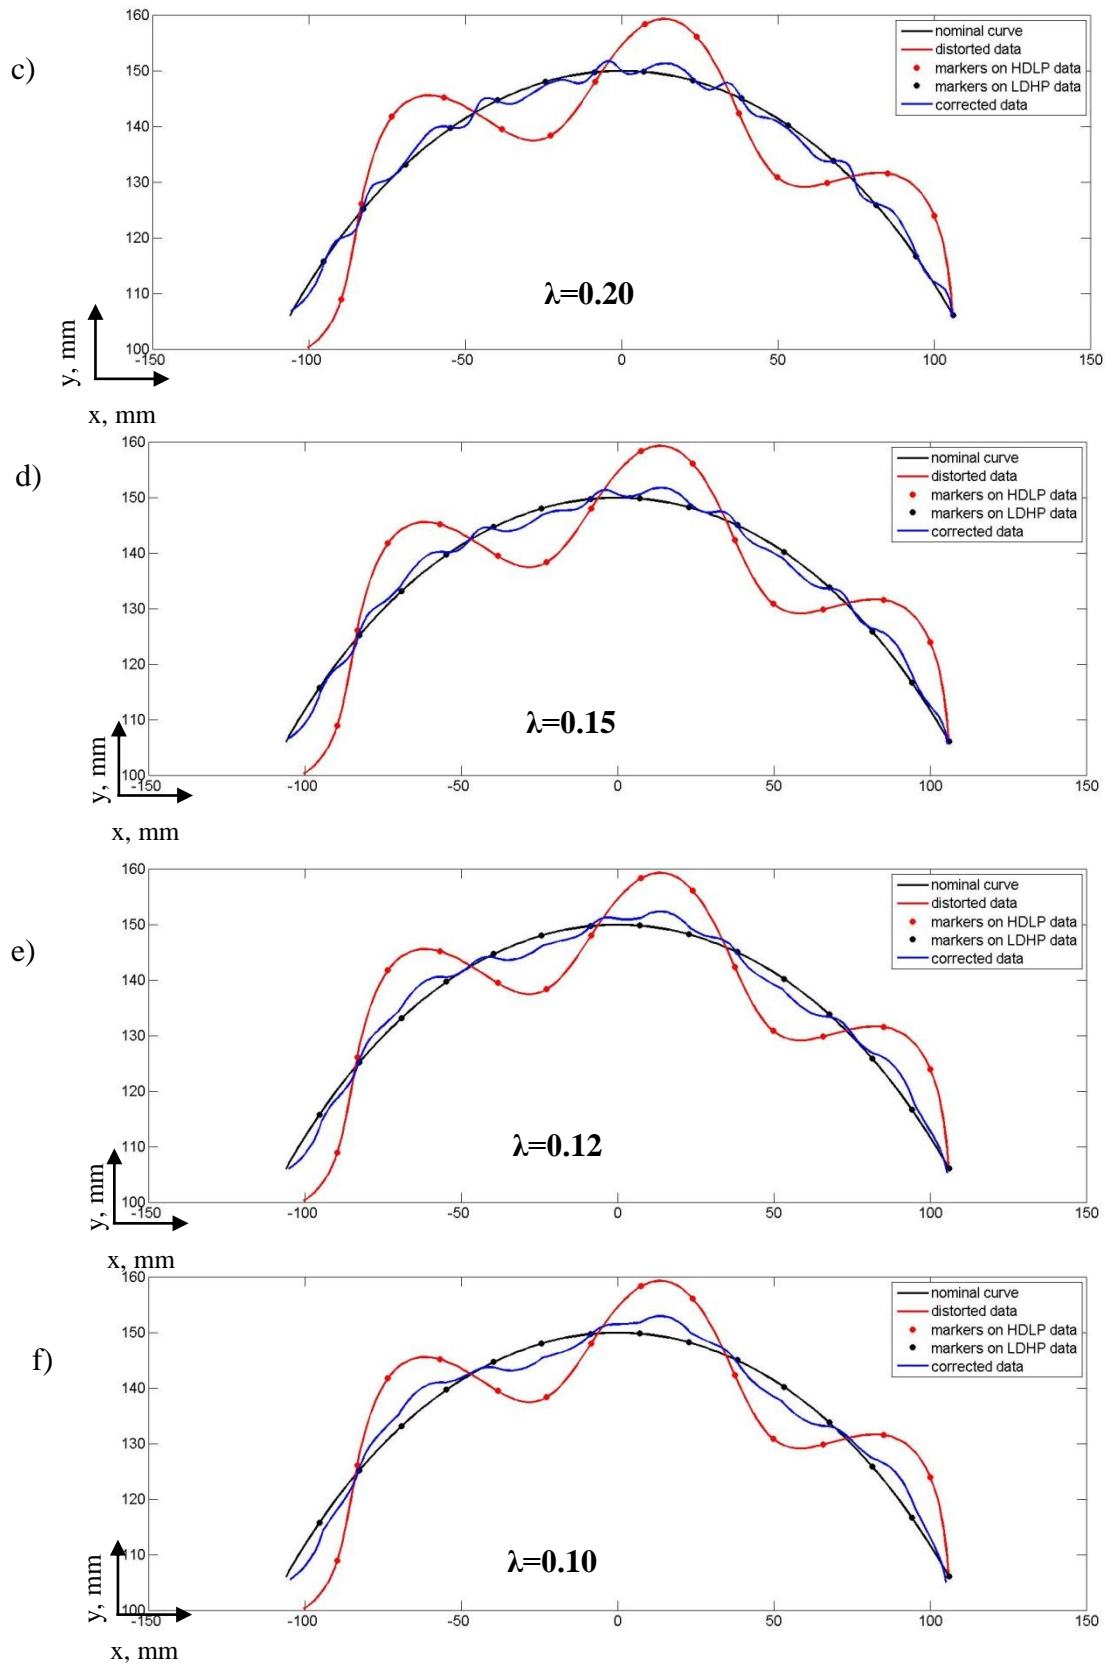 c)
160
150
140
130
120
110
100
-150
-100
-50
0
50
100
150
nominal curve
distorted data
markers on HDLP data
markers on LDHP data
corrected data
λ=0.20
y, mm
x, mm
d)
160
150
140
130
120
110
100
-150
-100
-50
0
50
100
150
nominal curve
distorted data
markers on HDLP data
markers on LDHP data
corrected data
λ=0.15
y, mm
x, mm
e)
160
150
140
130
120
110
100
-150
-100
-50
0
50
100
150
nominal curve
distorted data
markers on HDLP data
markers on LDHP data
corrected data
λ=0.12
y, mm
x, mm
f)
160
150
140
130
120
110
100
-150
-100
-50
0
50
100
150
nominal curve
distorted data
markers on HDLP data
markers on LDHP data
corrected data
λ=0.10
y, mm
x, mm